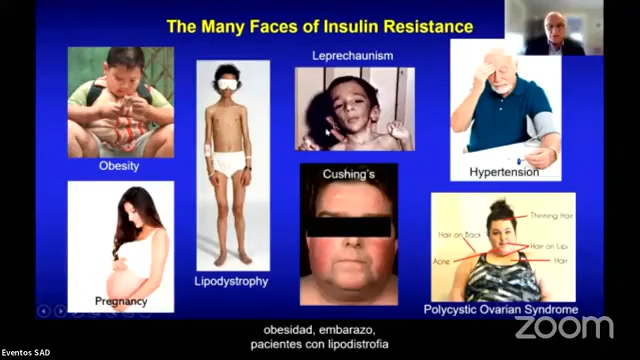 The Many Faces of Insulin Resistance
Leprechaunism
Obesity
Cushing's
Hypertension
Thinning Hair
Hair on Back
Hair on Lip
Acne
Hair
Lipodystrophy
Pregnancy
Polycystic Ovarian Syndrome
zoom
obesidad, embarazo,
pacientes con lipodistrofia
Eventos SAD